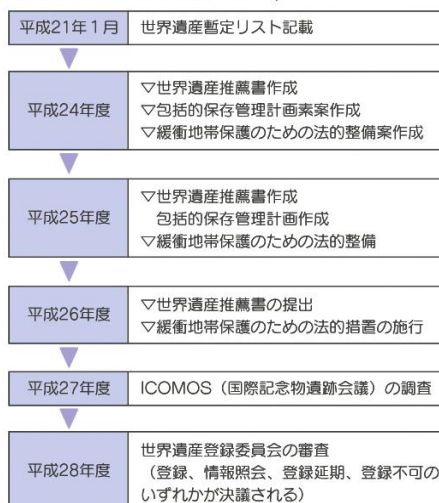 平成21年1月 世界遺産暫定リスト記載
平成24年度
▽世界遺産推薦書作成
▽包括的保存管理計画素案作成
▽緩衝地帯保護のための法的整備案作成
平成25年度
▽世界遺産推薦書作成
包括的保存管理計画作成
▽緩衝地帯保護のための法的整備
平成26年度
▽世界遺産推薦書の提出
▽緩衝地帯保護のための法的措置の施行
平成27年度 ICOMOS（国際記念物遺跡会議）の調査
平成28年度
世界遺産登録委員会の審査
（登録、情報照会、登録延期、登録不可の
いずれかが決議される）